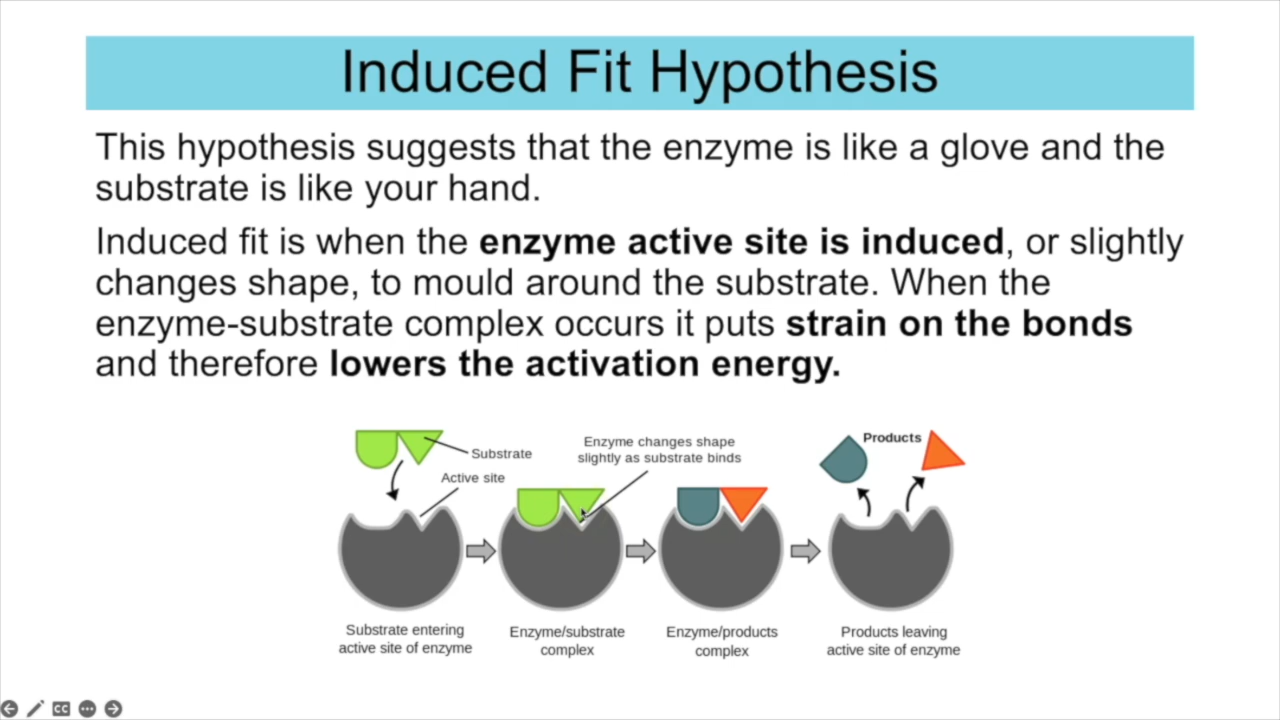 Induced Fit Hypothesis
This hypothesis suggests that the enzyme is like a glove and the
substrate is like your hand.
Induced fit is when the enzyme active site is induced, or slightly
changes shape, to mould around the substrate. When the
enzyme-substrate complex occurs it puts strain on the bonds
and therefore lowers the activation energy.
Substrate
Active site
Enzyme changes shape
slightly as substrate binds
Products
Substrate entering
active site of enzyme
Enzyme/substrate
complex
Enzyme/products
complex
Products leaving
active site of enzyme
CC